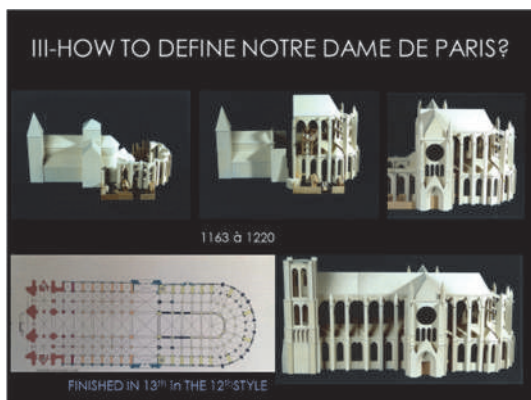 III-HOW TO DEFINE NOTRE DAME DE PARIS?
1163 à 1220
FINISHED IN 13th in THE 12th STYLE